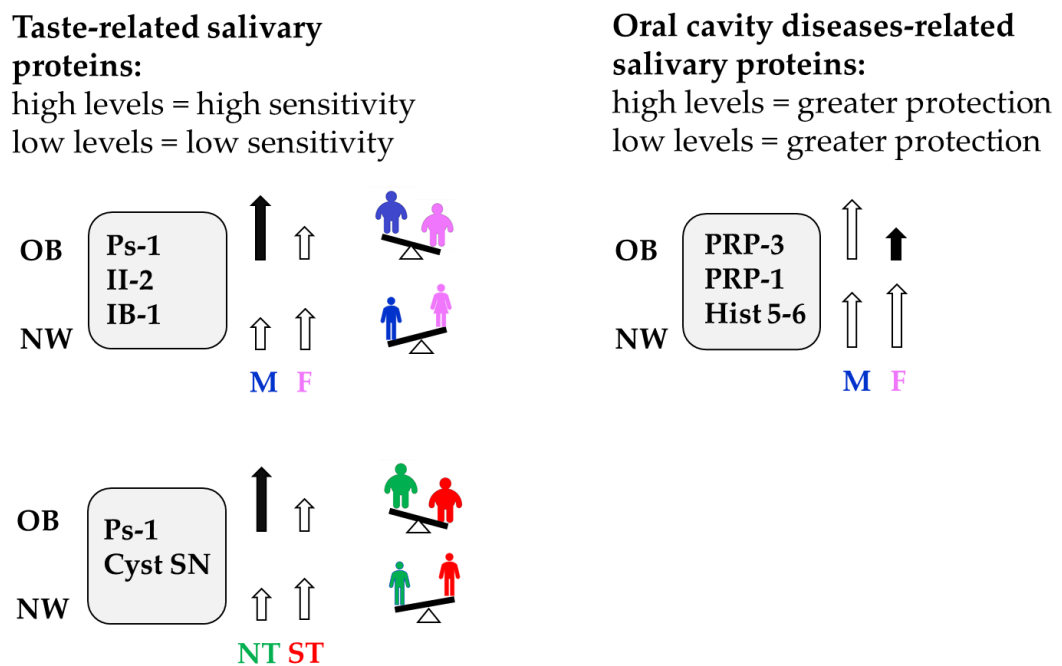 Taste-related salivary
proteins:
high levels = high sensitivity
low levels = low sensitivity
OB
Ps-1
II-2
IB-1
NW
M F
Ps-1
Cyst SN
OB
NW
NT ST
Oral cavity diseases-related
salivary proteins:
high levels = greater protection
low levels = greater protection
OB
PRP-3
PRP-1
Hist 5-6
NW
M F